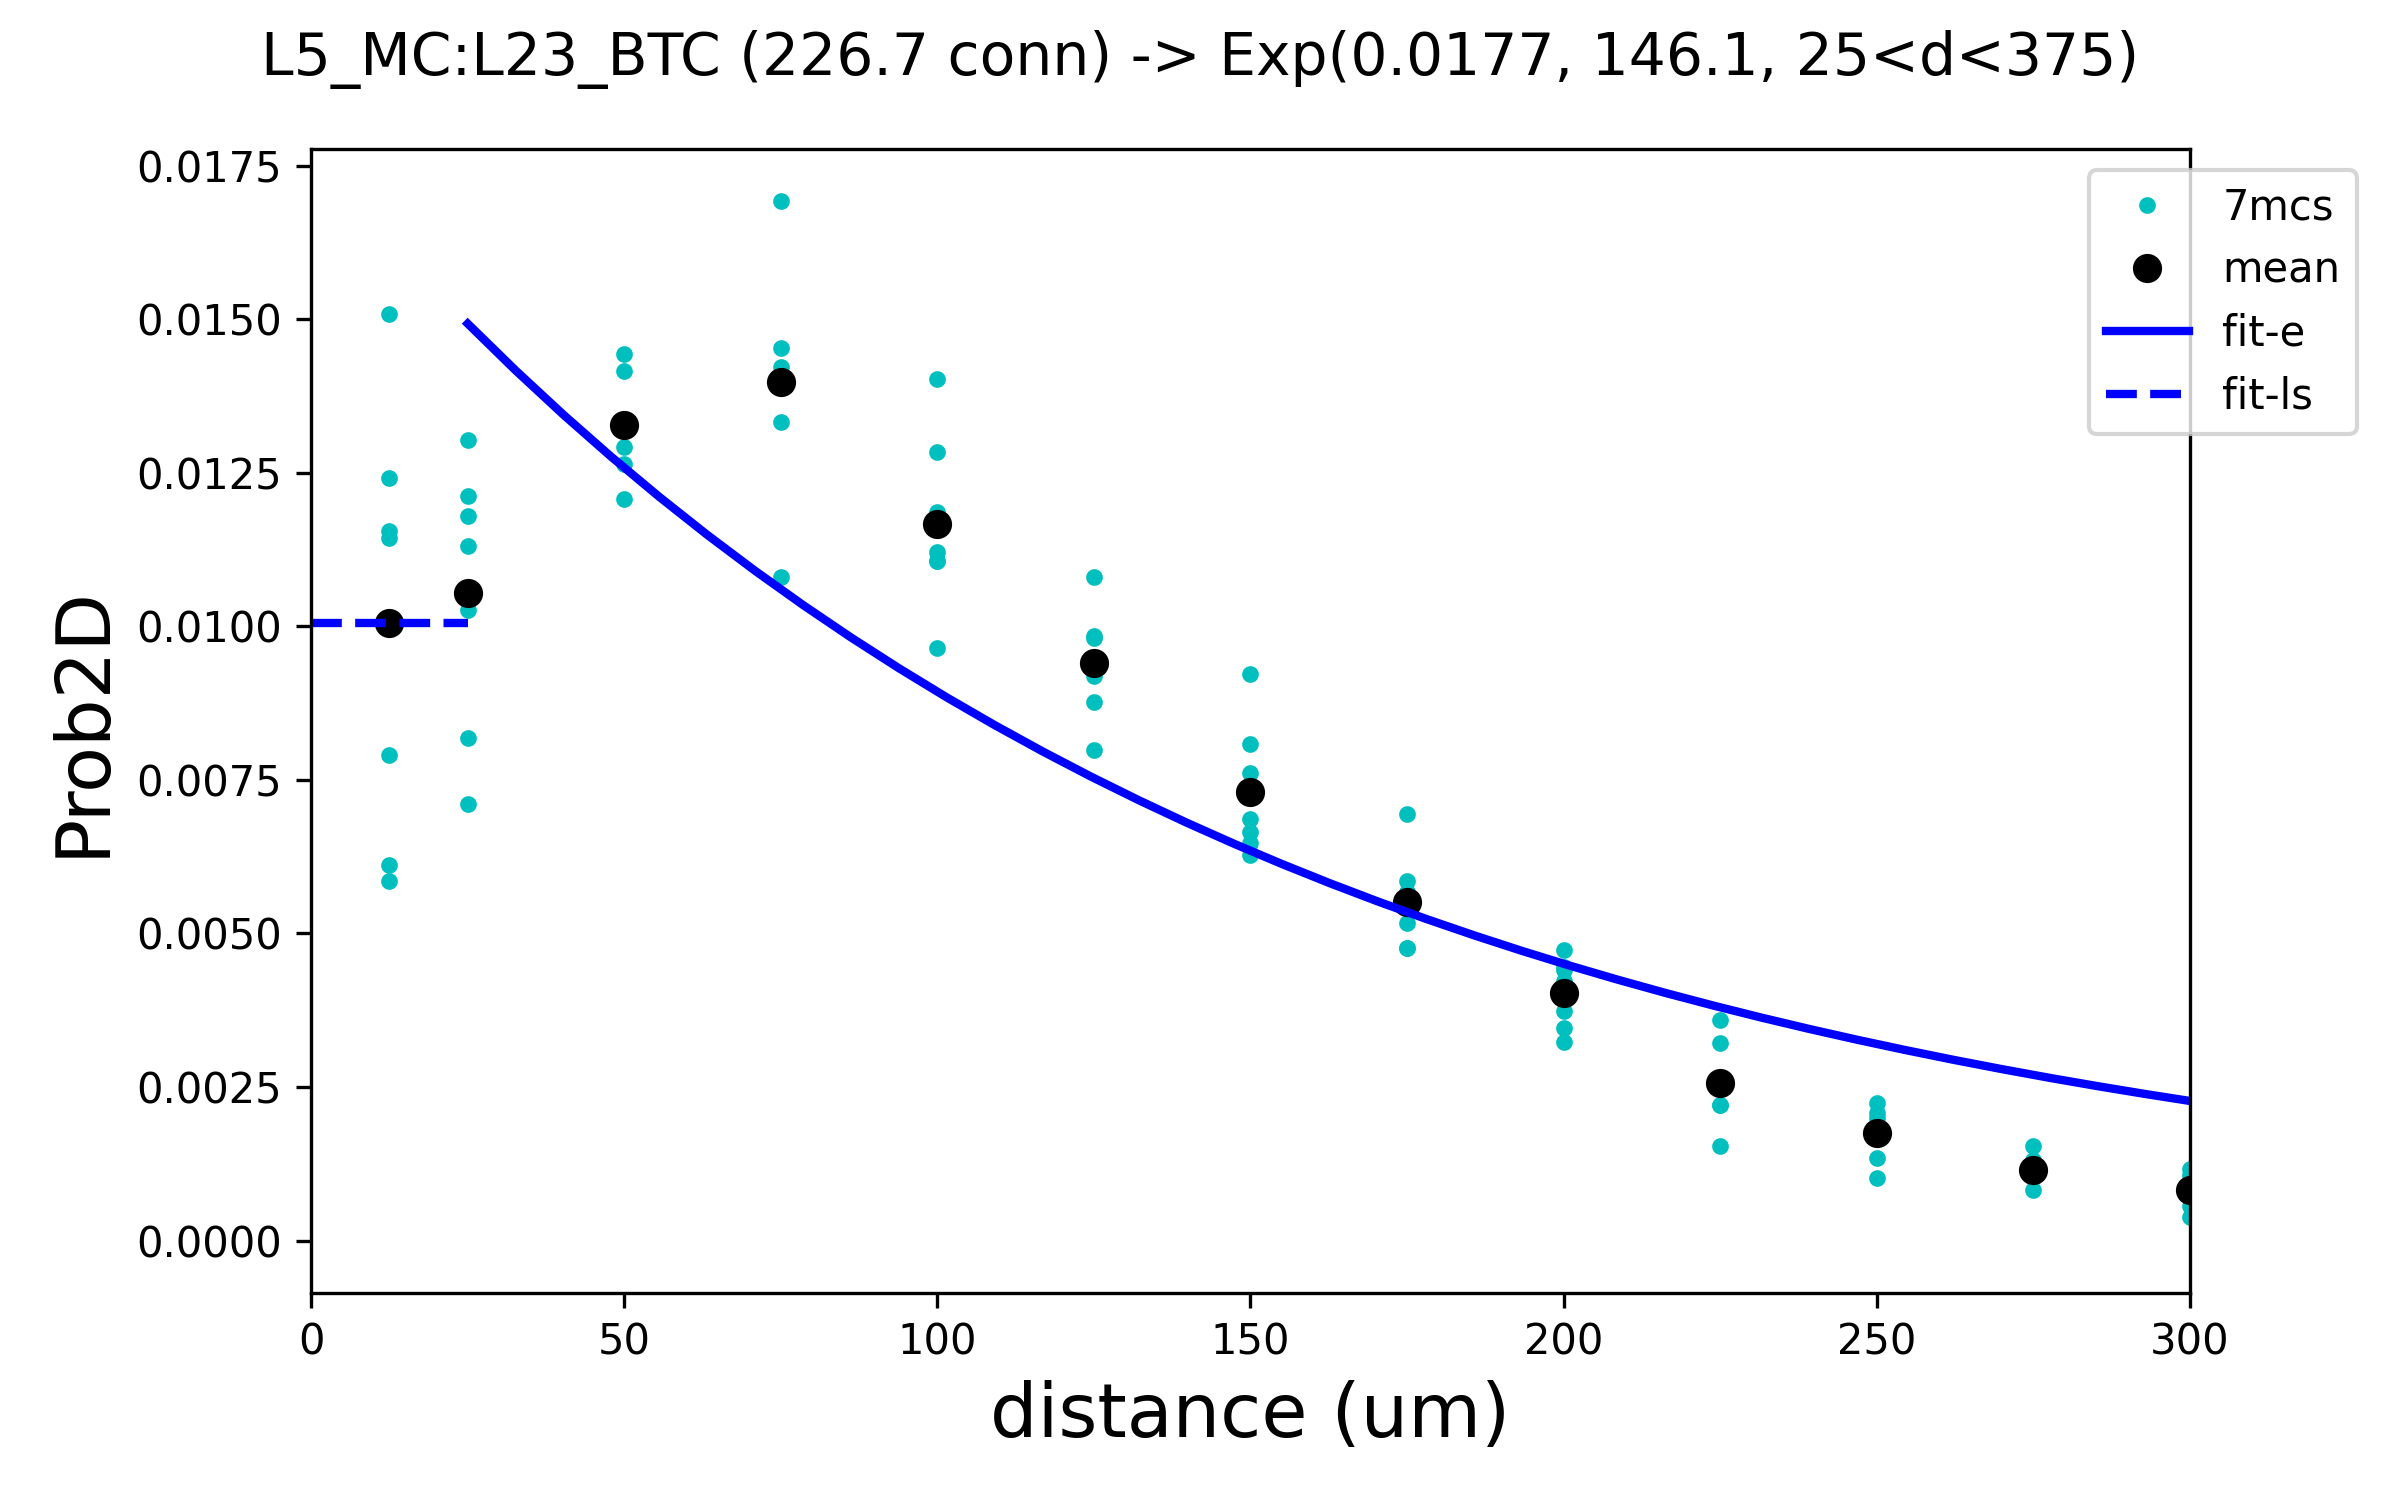 L5_MC:L23_BTC (226.7 conn) -> Exp(0.0177, 146.1, 25<d<375)
0.0175
0.0150
0.0125
0.0100
0.0075
0.0050
0.0025
0.0000
Prob2D
7mcs
mean
fit-e
fit-ls
0 50 100 150 200 250 300
distance (um)